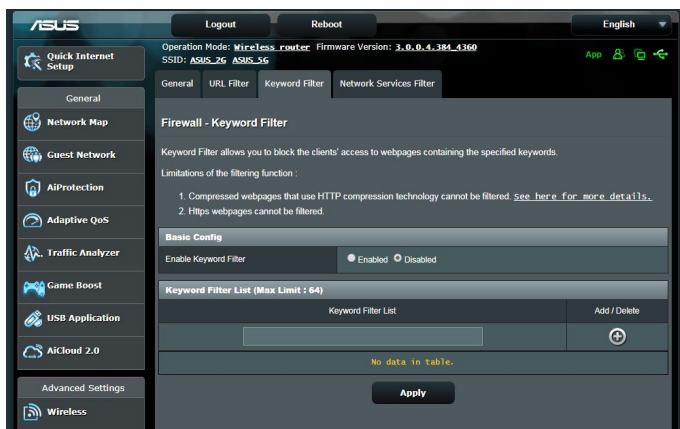 ASUS
Logout
Reboot
English
Operation Mode: Wireless router Firmware Version: 3.0.0.4.384_4360
SSID: ASUS_2G ASUS_5G
App
Quick Internet
Setup
General
Network Map
Guest Network
AiProtection
Adaptive QoS
Traffic Analyzer
Game Boost
USB Application
AiCloud 2.0
Advanced Settings
Wireless
General URL Filter Keyword Filter Network Services Filter
Firewall - Keyword Filter
Keyword Filter allows you to block the clients' access to webpages containing the specified keywords.
Limitations of the filtering function :
1. Compressed webpages that use HTTP compression technology cannot be filtered. See here for more details.
2. Https webpages cannot be filtered.
Basic Config
Enable Keyword Filter Enabled Disabled
Keyword Filter List (Max Limit : 64)
Keyword Filter List Add / Delete
No data in table.
Apply